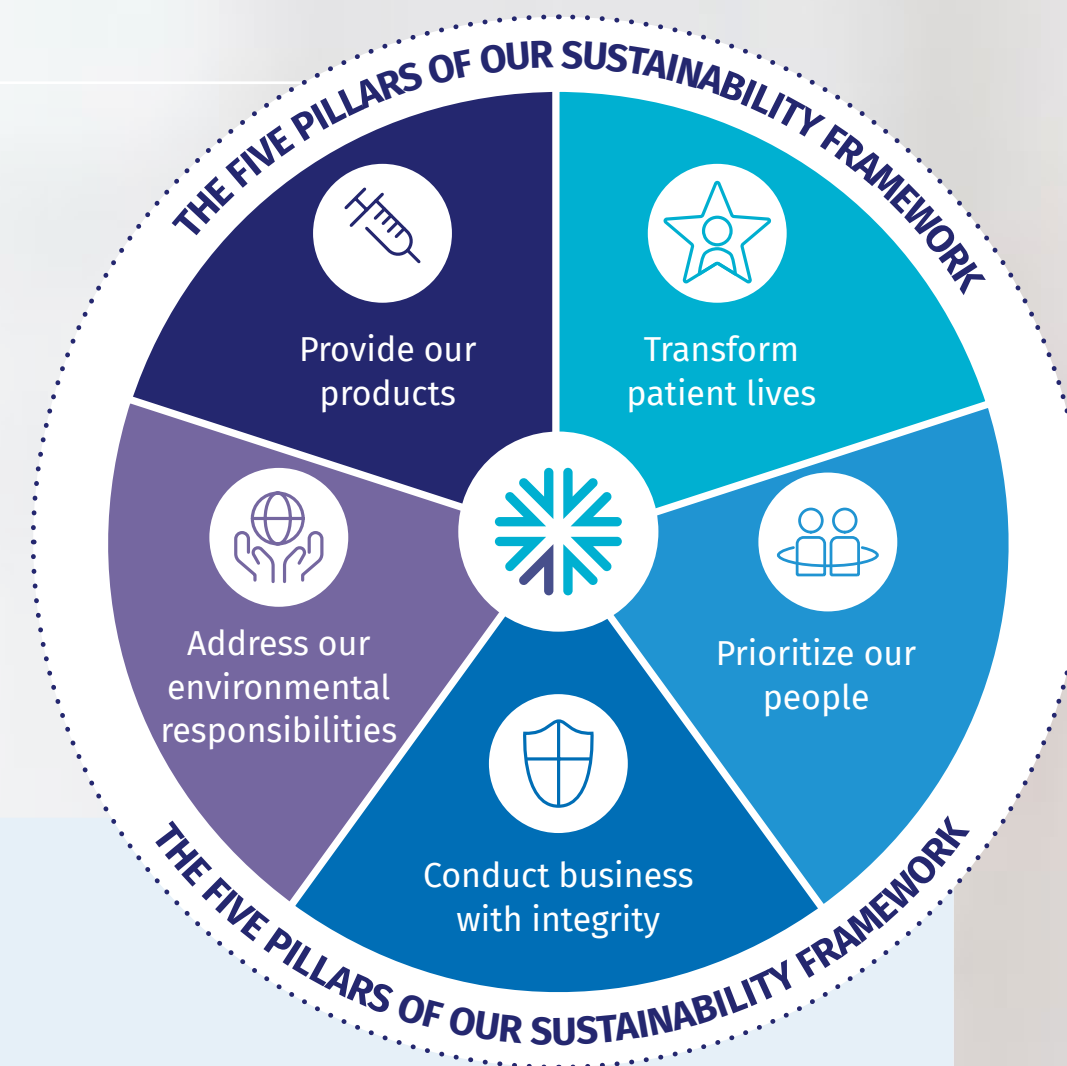 THE FIVE PILLARS OF OUR SUSTAINABILITY FRAMEWORK
Provide our
products
Transform
patient lives
Address our
environmental
responsibilities
Prioritize our
people
Conduct business
with integrity
THE FIVE PILLARS OF OUR SUSTAINABILITY FRAMEWORK